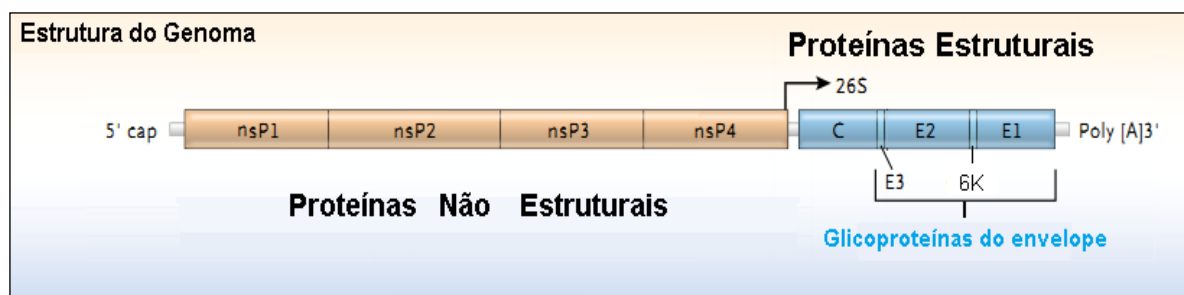 Estrutura do Genoma
Proteínas Estruturais
26S
5' cap nsP1 nsP2 nsP3 nsP4 C E2 E1 Poly [A]3'
E3 6K
Proteínas Não Estruturais
Glicoproteínas do envelope